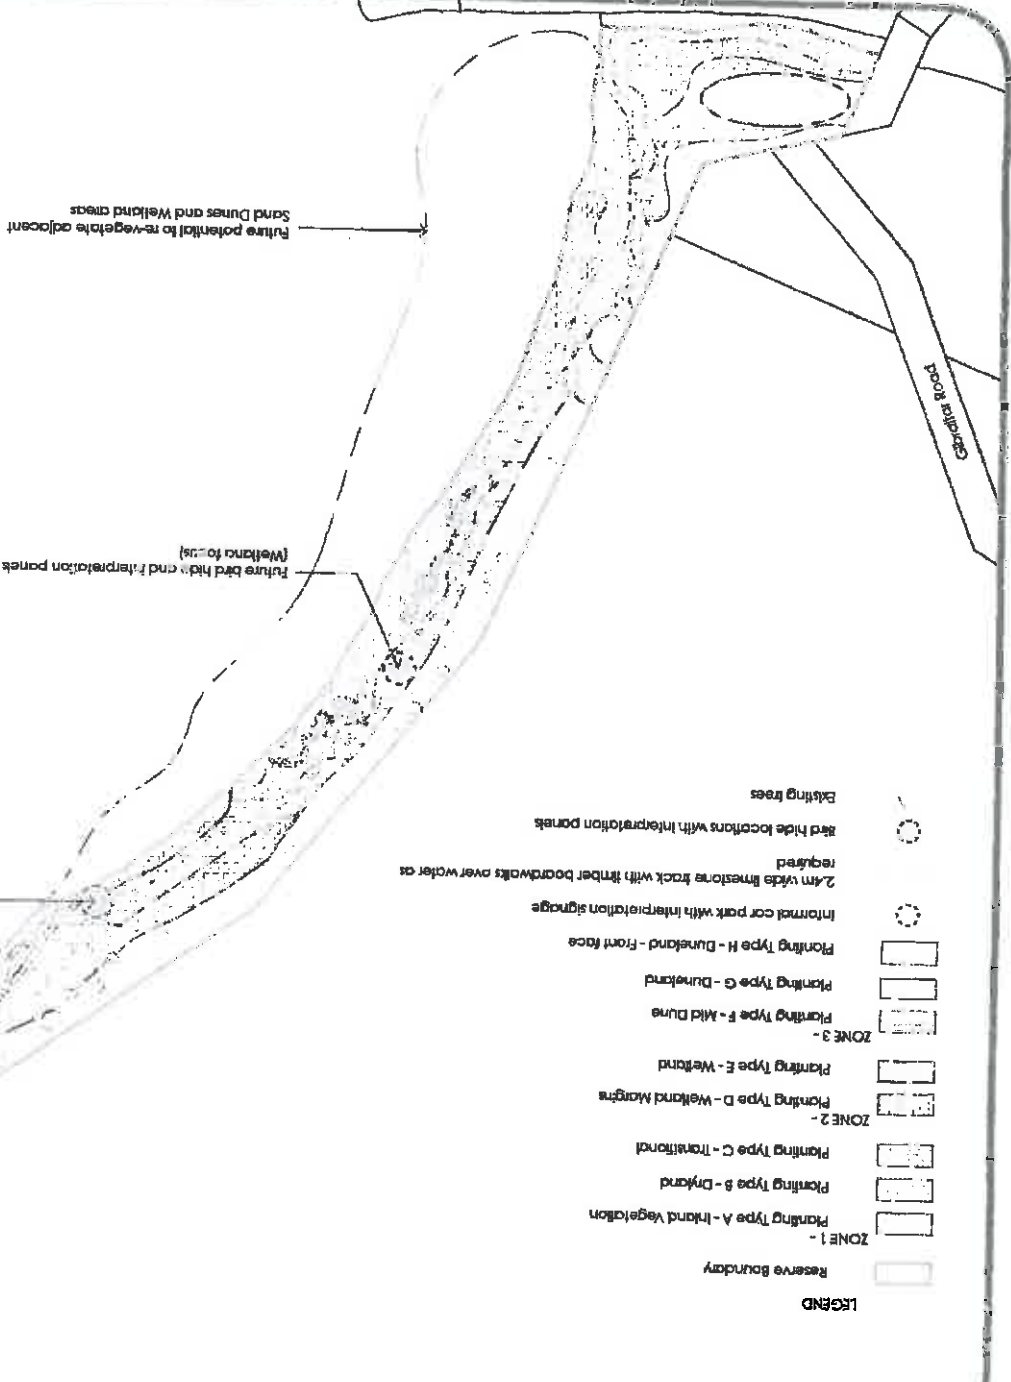 LEGEND
Reserve Boundary
ZONE 1 -
Planting Type A - Inland Vegetation
Planting Type B - Dryland
Planting Type C - Transitional
ZONE 2 -
Planting Type D - Wetland Margins
Planting Type E - Wetland
ZONE 3 -
Planting Type F - Mid Dune
Planting Type G - Duneland
Planting Type H - Duneland - Front face
Informal car park with interpretation signage
2.4m wide limestone track with timber boardwalks over water as
required
Bird hide locations with interpretation panels
Existing trees
Future bird hide and interpretation panels
(Wetland focus)
Future potential to re-vegetate adjacent
Sand Dunes and Wetland areas
Gibraltar Road